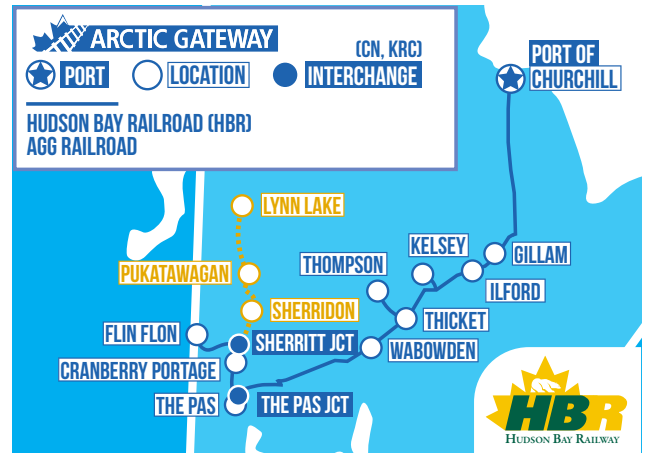 ARCTIC GATEWAY
(CN, KRC)
PORT
LOCATION
INTERCHANGE
HUDSON BAY RAILROAD (HBR)
AGG RAILROAD
PORT OF
CHURCHILL
LYNN LAKE
KELSEY
GILLAM
THOMPSON
PUKATAWAGAN
ILFORD
SHERRIDON
THICKET
FLIN FLON
SHERRITT JCT
WABOWDEN
CRANBERRY PORTAGE
THE PAS
THE PAS JCT
HBR
HUDSON BAY RAILWAY